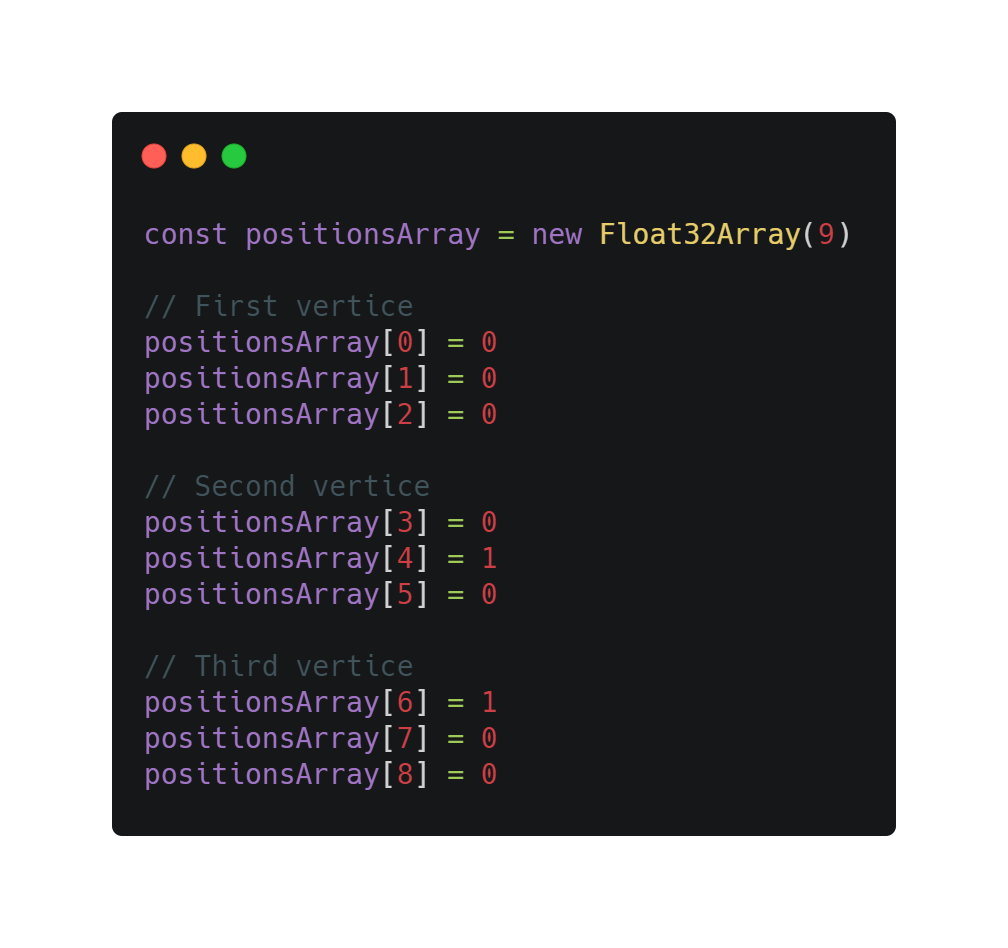 const positionsArray = new Float32Array(9)
// First vertice
positionsArray[0] = 0
positionsArray[1] = 0
positionsArray[2] = 0
// Second vertice
positionsArray[3] = 0
positionsArray[4] = 1
positionsArray[5] = 0
// Third vertice
positionsArray[6] = 1
positionsArray[7] = 0
positionsArray[8] = 0